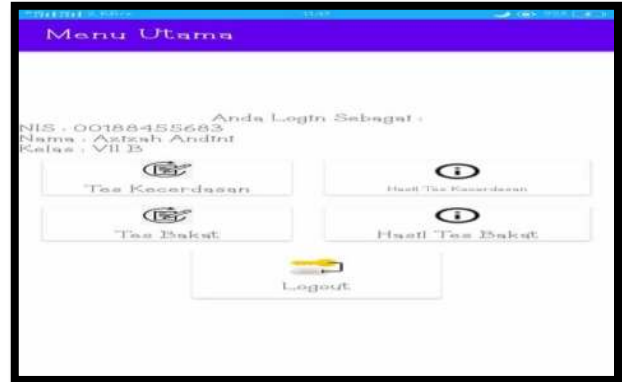 Menu Utama
Anda Login Sebagai :
NIS : 00188455683
Nama : Azizah Andini
Kelas : VII B
Tes Kecerdasan
Hasil Tes Kecerdasan
Tes Bakat
Hasil Tes Bakat
Logout